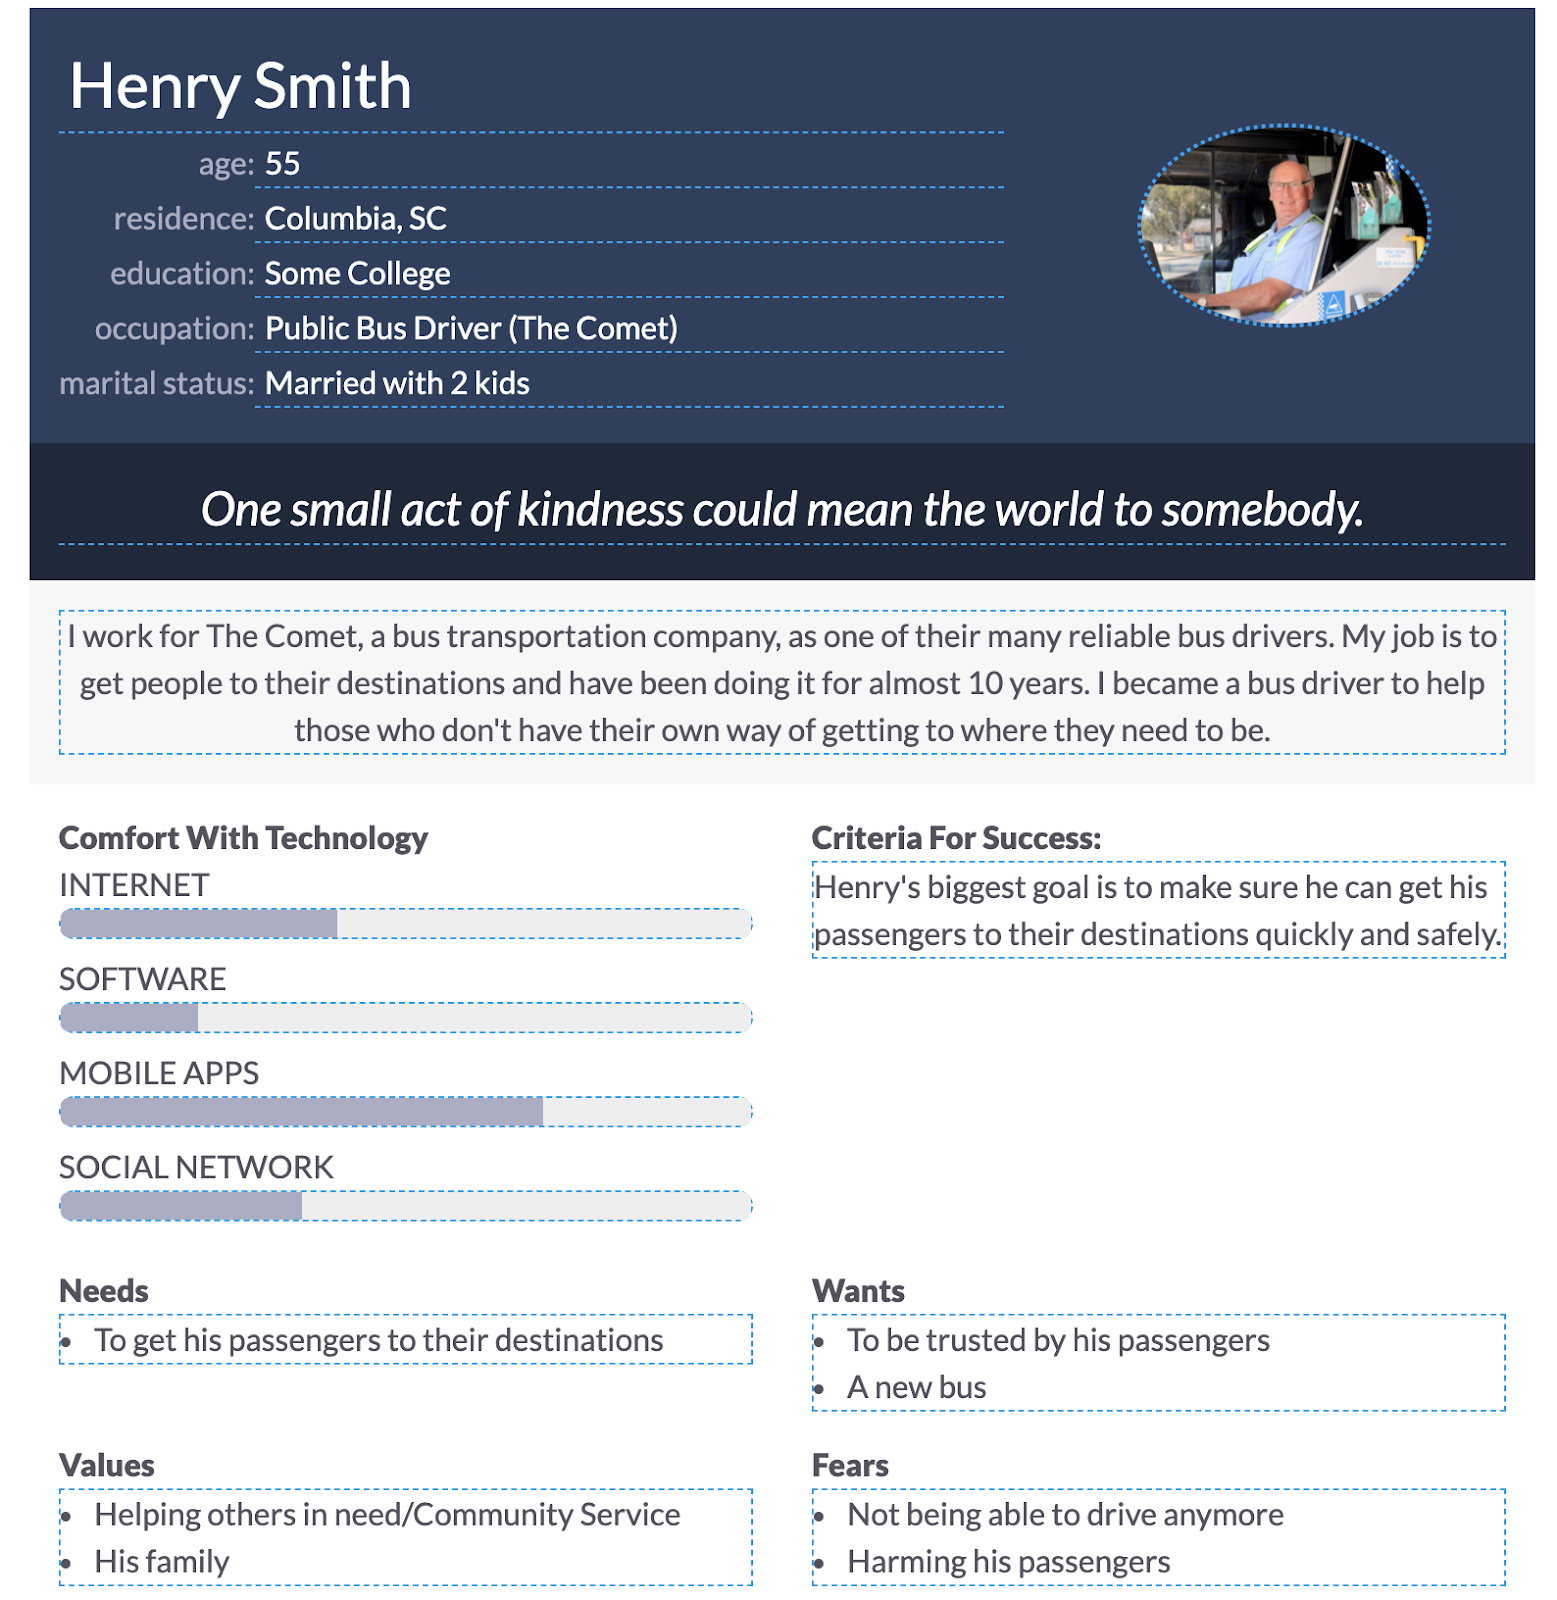 Henry Smith
age: 55
residence: Columbia, SC
education: Some College
occupation: Public Bus Driver (The Comet)
marital status: Married with 2 kids
One small act of kindness could mean the world to somebody.
I work for The Comet, a bus transportation company, as one of their many reliable bus drivers. My job is to
get people to their destinations and have been doing it for almost 10 years. I became a bus driver to help
those who don't have their own way of getting to where they need to be.
Comfort With Technology
INTERNET
SOFTWARE
MOBILE APPS
SOCIAL NETWORK
Criteria For Success:
Henry's biggest goal is to make sure he can get his
passengers to their destinations quickly and safely.
Needs
• To get his passengers to their destinations
Wants
• To be trusted by his passengers
• A new bus
Values
• Helping others in need/Community Service
• His family
Fears
• Not being able to drive anymore
• Harming his passengers